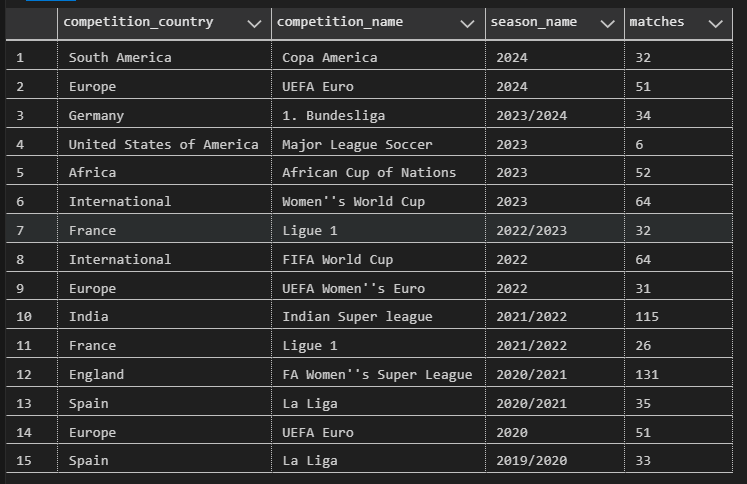 competition_country competition_name season_name matches
1 South America Copa America 2024 32
2 Europe UEFA Euro 2024 51
3 Germany 1. Bundesliga 2023/2024 34
4 United States of America Major League Soccer 2023 6
5 Africa African Cup of Nations 2023 52
6 International Women''s World Cup 2023 64
7 France Ligue 1 2022/2023 32
8 International FIFA World Cup 2022 64
9 Europe UEFA Women''s Euro 2022 31
10 India Indian Super league 2021/2022 115
11 France Ligue 1 2021/2022 26
12 England FA Women''s Super League 2020/2021 131
13 Spain La Liga 2020/2021 35
14 Europe UEFA Euro 2020 51
15 Spain La Liga 2019/2020 33